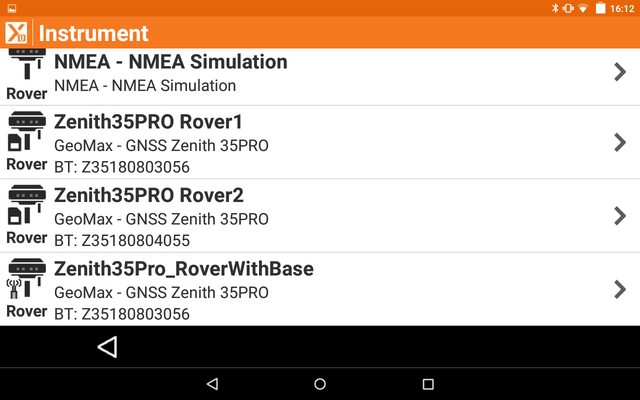 16:12
Instrument
NMEA - NMEA Simulation
NMEA - NMEA Simulation
Rover
Zenith35PRO Rover1
GeoMax - GNSS Zenith 35PRO
BT: Z35180803056
Rover
Zenith35PRO Rover2
GeoMax - GNSS Zenith 35PRO
BT: Z35180804055
Rover
Zenith35Pro_RoverWithBase
GeoMax - GNSS Zenith 35PRO
BT: Z35180803056
Rover